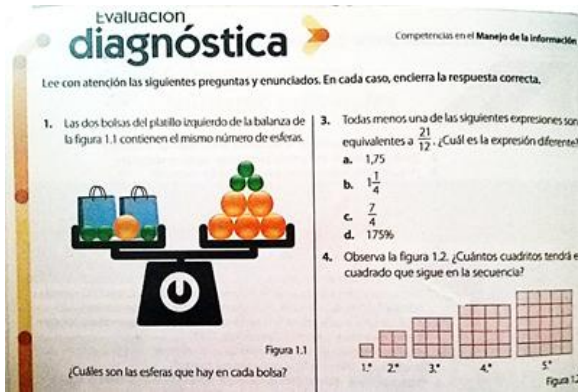 Evaluación
diagnóstica
Competencias en el Manejo de la información
Lee con atención las siguientes preguntas y enunciados. En cada caso, encierra la respuesta correcta.
1. Las dos bolsas del platillo izquierdo de la balanza de
la figura 1.1 contienen el mismo número de esferas.
Figura 1.1
¿Cuáles son las esferas que hay en cada bolsa?
3. Todas menos una de las siguientes expresiones son
equivalentes a 21/12. ¿Cuál es la expresión diferente?
a. 1,75
b. 1 1/4
c. 7/4
d. 175%
4. Observa la figura 1.2. ¿Cuántos cuadritos tendrá e
cuadrado que sigue en la secuencia?
1.° 2.° 3.° 4.° 5.°
Figura 1.